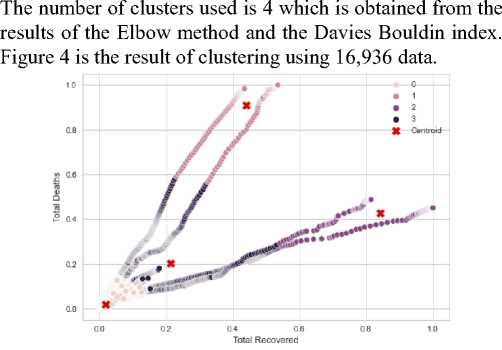 The number of clusters used is 4 which is obtained from the
results of the Elbow method and the Davies Bouldin index.
Figure 4 is the result of clustering using 16,936 data.
1.0
0.8
0.6
0.4
0.2
0.0
Total Deaths
0
1
2
3
Centroid
0.0 0.2 0.4 0.6 0.8 1.0
Total Recovered